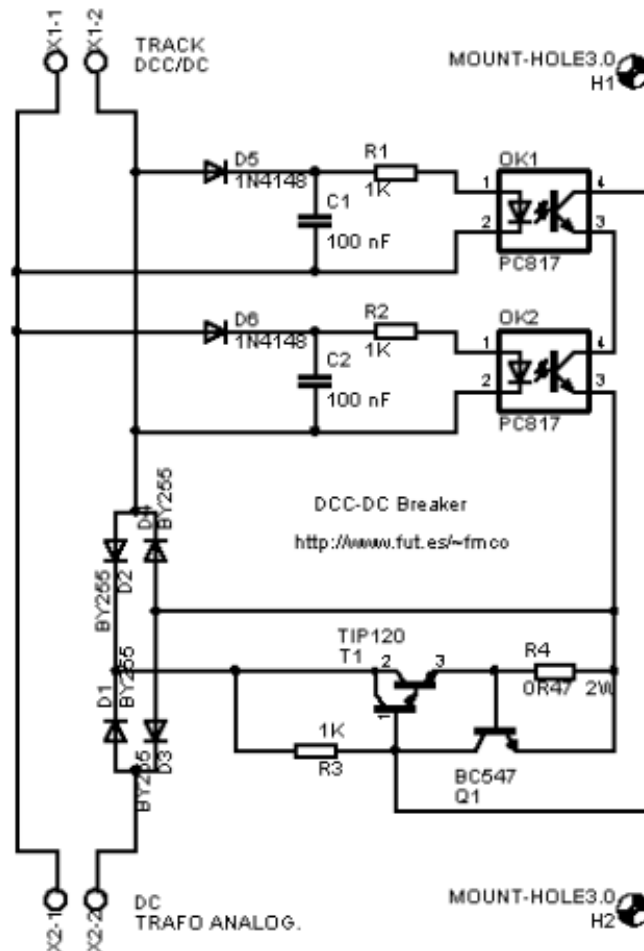 X1-1
X1-2
TRACK
DCC/DC
MOUNT-HOLE3.0
H1
D5
1N4148
C1
100 nF
R1
1K
OK1
1
2
4
3
PC817
D6
1N4148
C2
100 nF
R2
1K
OK2
1
2
4
3
PC817
BY255
DCC-DC Breaker
http://www.fut.es/~fmco
BY255
D2
D1
BY255
BY255
D3
TIP120
T1
2
3
1
R4
0R47 2W
1K
R3
BC547
Q1
X2-1
X2-2
DC
TRAFO ANALOG.
MOUNT-HOLE3.0
H2